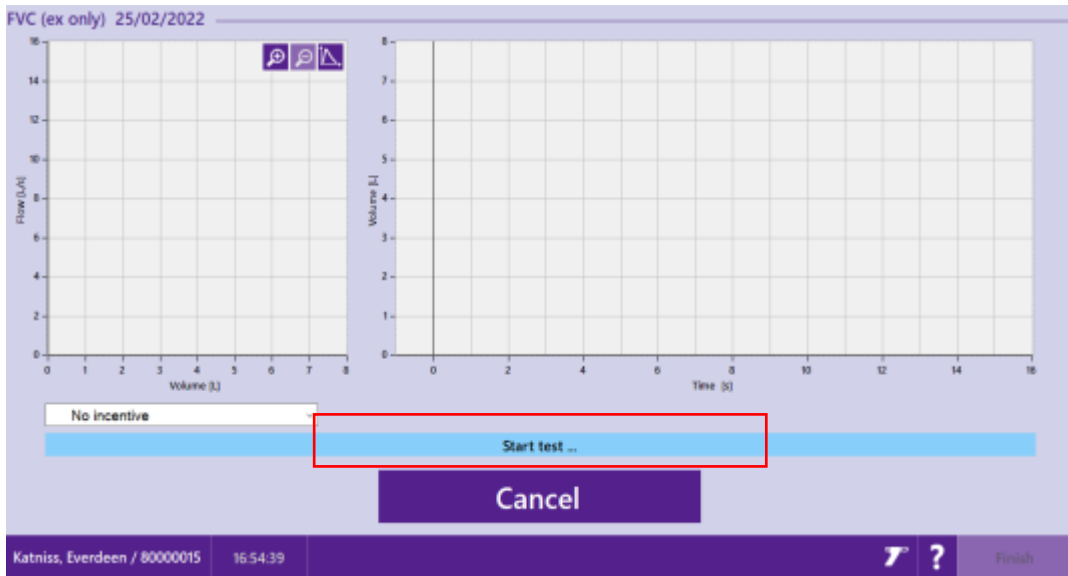 FVC (ex only) 25/02/2022
16
14
12
10
8
6
4
2
0
Flow [L/s]
0 1 2 3 4 5 6 7 8
Volume [L]
8
7
6
5
4
3
2
1
0
Volume [L]
0 2 4 6 8 10 12 14 16
Time [s]
No incentive
Start test ...
Cancel
Katniss, Everdeen / 80000015 16:54:39 ? Finish